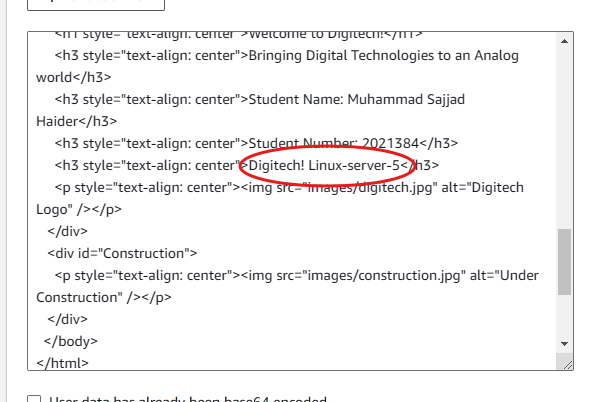 <h1 style="text-align: center">Welcome to Digitech!</h1>
<h3 style="text-align: center">Bringing Digital Technologies to an Analog
world</h3>
<h3 style="text-align: center">Student Name: Muhammad Sajjad
Haider</h3>
<h3 style="text-align: center">Student Number: 2021384</h3>
<h3 style="text-align: center">Digitech! Linux-server-5</h3>
<p style="text-align: center"><img src="images/digitech.jpg" alt="Digitech
Logo" /></p>
</div>
<div id="Construction">
<p style="text-align: center"><img src="images/construction.jpg" alt="Under
Construction" /></p>
</div>
</body>
</html>
User data has already been base64 encoded